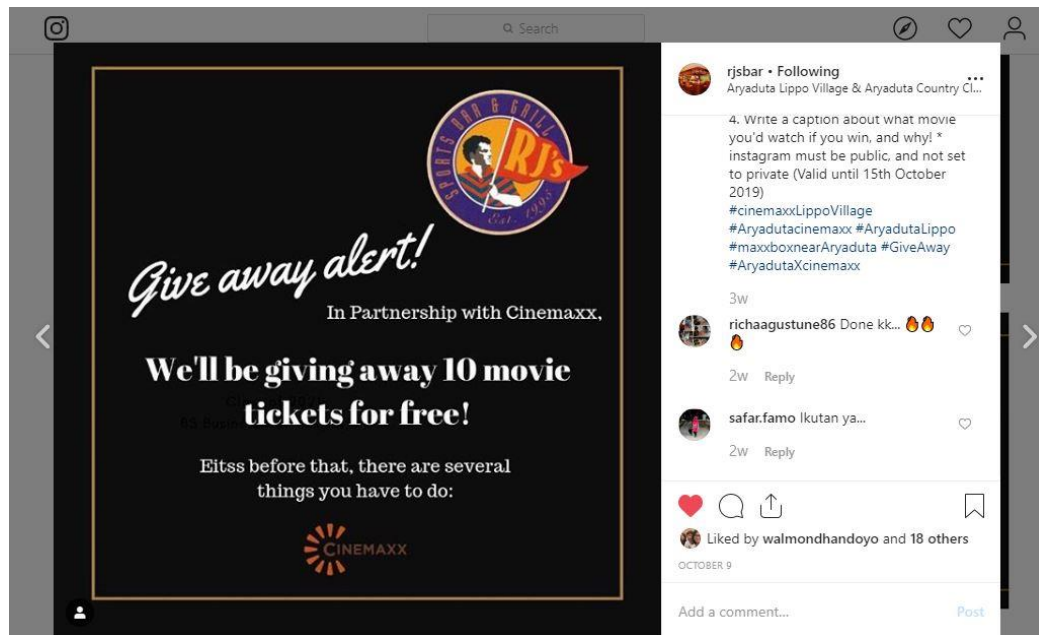 Search
SPORTS BAR & GRILL
RJ's
Est. 1995
Give away alert!
In Partnership with Cinemaxx,
We'll be giving away 10 movie
tickets for free!
Eitss before that, there are several
things you have to do:
CINEMAXX
rjsbar • Following
Aryaduta Lippo Village & Aryaduta Country Cl...
4. Write a caption about what movie
you'd watch if you win, and why! *
instagram must be public, and not set
to private (Valid until 15th October
2019)
#cinemaxxLippoVillage
#Aryadutacinemaxx #AryadutaLippo
#maxxboxnearAryaduta #GiveAway
#AryadutaXcinemaxx
3w
richaagustune86 Done kk... 🔥🔥
🔥
2w Reply
safar.famo Ikutan ya...
2w Reply
Liked by walmondhandoyo and 18 others
OCTOBER 9
Add a comment...
Post